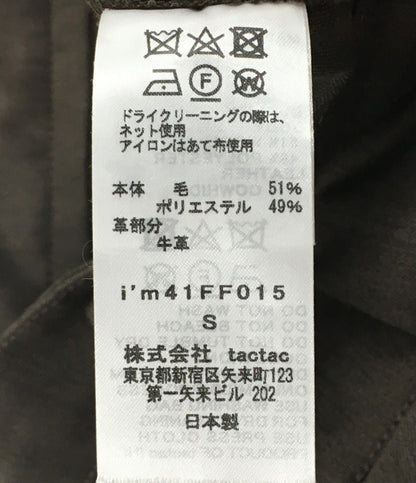 F W
ドライクリーニングの際は、
ネット使用
アイロンはあて布使用
本体 毛 51%
ポリエステル 49%
革部分
牛革
i'm41FF015
S
株式会社 tactac
東京都新宿区矢来町123
第一矢来ビル 202
日本製